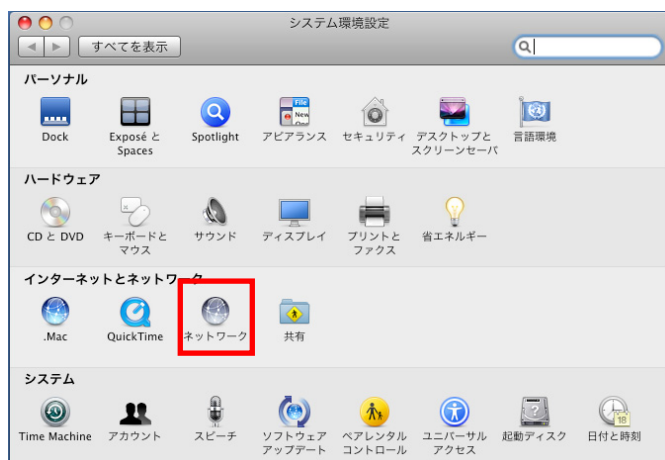 システム環境設定
すべてを表示
パーソナル
Dock
Exposé と
Spaces
Spotlight
アピアランス
セキュリティ
デスクトップと
スクリーンセーバ
言語環境
ハードウェア
CD と DVD
キーボードと
マウス
サウンド
ディスプレイ
プリントと
ファクス
省エネルギー
インターネットとネットワーク
.Mac
QuickTime
ネットワーク
共有
システム
Time Machine
アカウント
スピーチ
ソフトウェア
アップデート
ペアレンタル
コントロール
ユニバーサル
アクセス
起動ディスク
日付と時刻